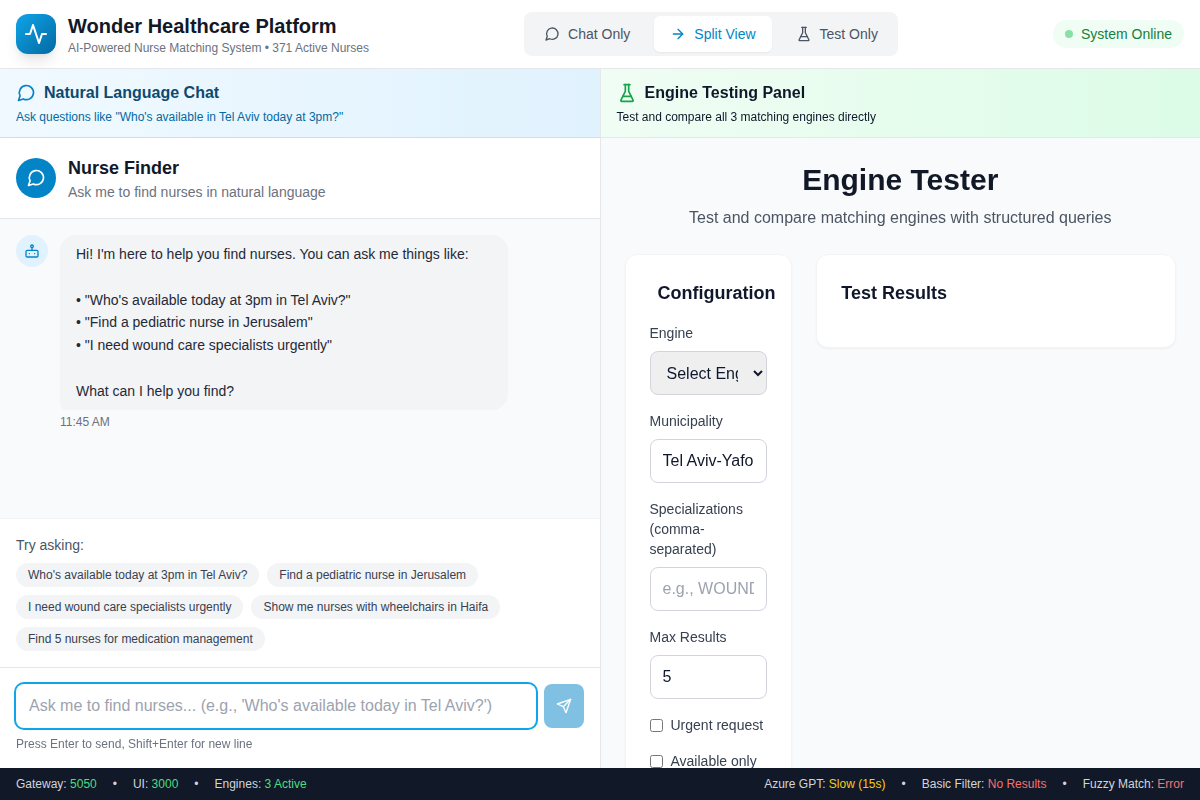 Wonder Healthcare Platform
AI-Powered Nurse Matching System • 371 Active Nurses
Chat Only
Split View
Test Only
System Online
Natural Language Chat
Ask questions like "Who's available in Tel Aviv today at 3pm?"
Nurse Finder
Ask me to find nurses in natural language
Hi! I'm here to help you find nurses. You can ask me things like:
• "Who's available today at 3pm in Tel Aviv?"
• "Find a pediatric nurse in Jerusalem"
• "I need wound care specialists urgently"
What can I help you find?
11:45 AM
Try asking:
Who's available today at 3pm in Tel Aviv?
Find a pediatric nurse in Jerusalem
I need wound care specialists urgently
Show me nurses with wheelchairs in Haifa
Find 5 nurses for medication management
Ask me to find nurses... (e.g., 'Who's available today in Tel Aviv?')
Press Enter to send, Shift+Enter for new line
Engine Testing Panel
Test and compare all 3 matching engines directly
Engine Tester
Test and compare matching engines with structured queries
Configuration
Engine
Select Eng
Municipality
Tel Aviv-Yafo
Specializations
(comma-
separated)
e.g., WOUND
Max Results
5
Urgent request
Available only
Test Results
Gateway: 5050 • UI: 3000 • Engines: 3 Active
Azure GPT: Slow (15s) • Basic Filter: No Results • Fuzzy Match: Error